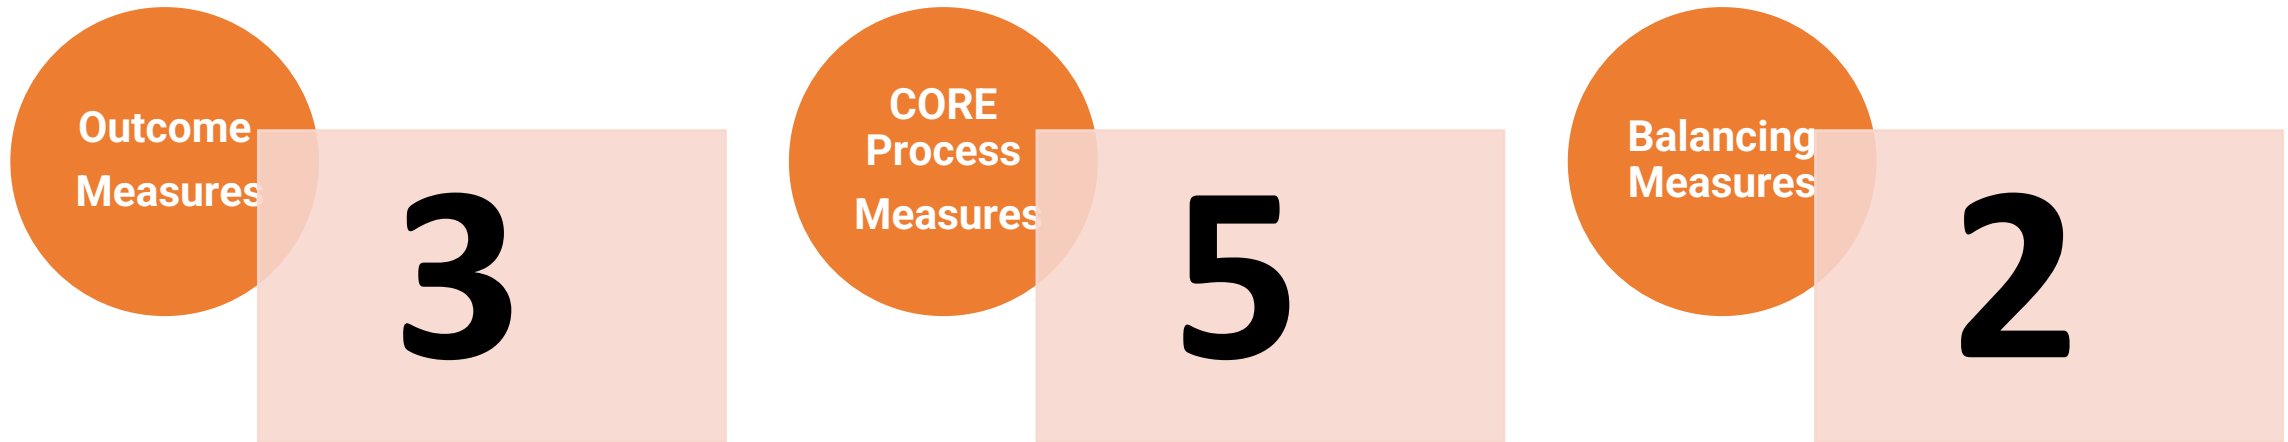 Outcome
Measures
3
CORE
Process
Measures
5
Balancing
Measures
2